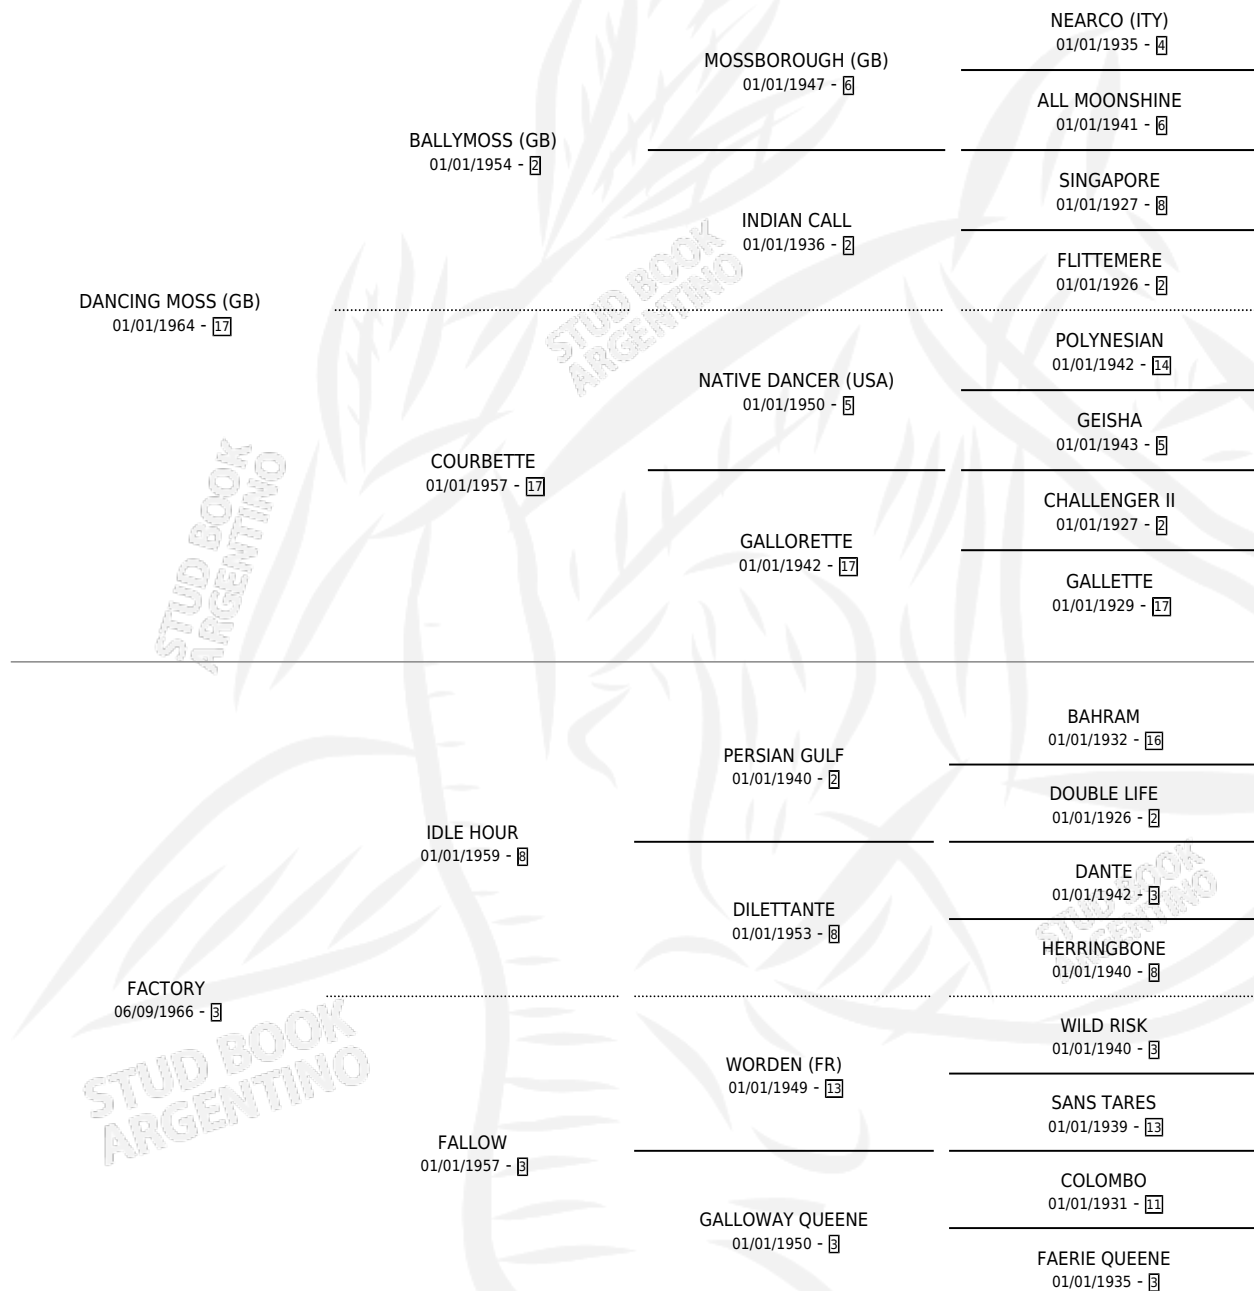 NEARCO (ITY)
01/01/1935 - 4
MOSSBOROUGH (GB)
01/01/1947 - 6
ALL MOONSHINE
01/01/1941 - 6
BALLYMOSS (GB)
01/01/1954 - 2
SINGAPORE
01/01/1927 - 8
INDIAN CALL
01/01/1936 - 2
FLITTEMERE
01/01/1926 - 2
DANCING MOSS (GB)
01/01/1964 - 17
POLYNESIAN
01/01/1942 - 14
NATIVE DANCER (USA)
01/01/1950 - 5
GEISHA
01/01/1943 - 5
COURBETTE
01/01/1957 - 17
CHALLENGER II
01/01/1927 - 2
GALLORETTE
01/01/1942 - 17
GALLETTE
01/01/1929 - 17
BAHRAM
01/01/1932 - 16
PERSIAN GULF
01/01/1940 - 2
DOUBLE LIFE
01/01/1926 - 2
IDLE HOUR
01/01/1959 - 8
DANTE
01/01/1942 - 3
DILETTANTE
01/01/1953 - 8
HERRINGBONE
01/01/1940 - 8
FACTORY
06/09/1966 - 3
WILD RISK
01/01/1940 - 3
WORDEN (FR)
01/01/1949 - 13
SANS TARES
01/01/1939 - 13
FALLOW
01/01/1957 - 3
COLOMBO
01/01/1931 - 11
GALLOWAY QUEENE
01/01/1950 - 3
FAERIE QUEENE
01/01/1935 - 3
STUD BOOK
ARGENTINO
STUD BOOK
ARGENTINO
STUD BOOK
ARGENTINO
STUD BOOK
ARGENTINO